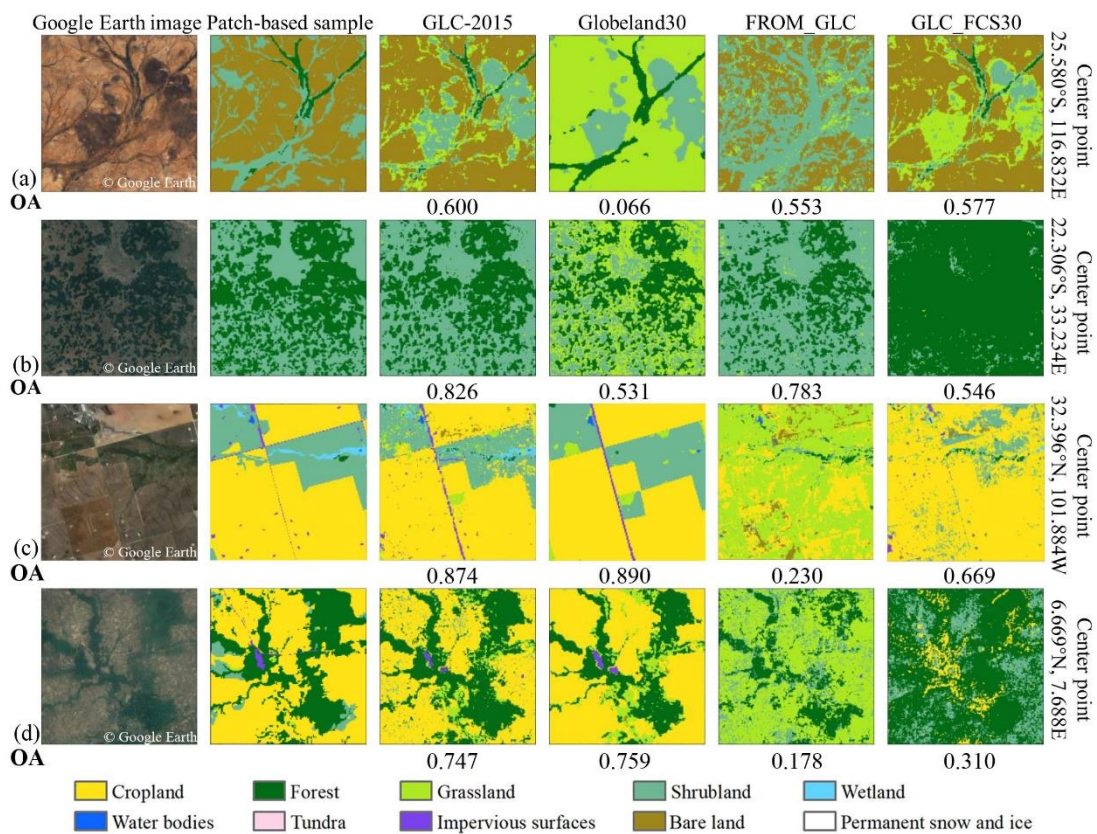 Google Earth image Patch-based sample GLC-2015 Globeland30 FROM_GLC GLC_FCS30
(a) © Google Earth
Center point
25.580°S, 116.832E
OA 0.600 0.066 0.553 0.577
(b) © Google Earth
Center point
22.306°S, 33.234E
OA 0.826 0.531 0.783 0.546
(c) © Google Earth
Center point
32.396°N, 101.884W
OA 0.874 0.890 0.230 0.669
(d) © Google Earth
Center point
6.669°N, 7.688E
OA 0.747 0.759 0.178 0.310
Cropland Forest Grassland Shrubland Wetland
Water bodies Tundra Impervious surfaces Bare land Permanent snow and ice